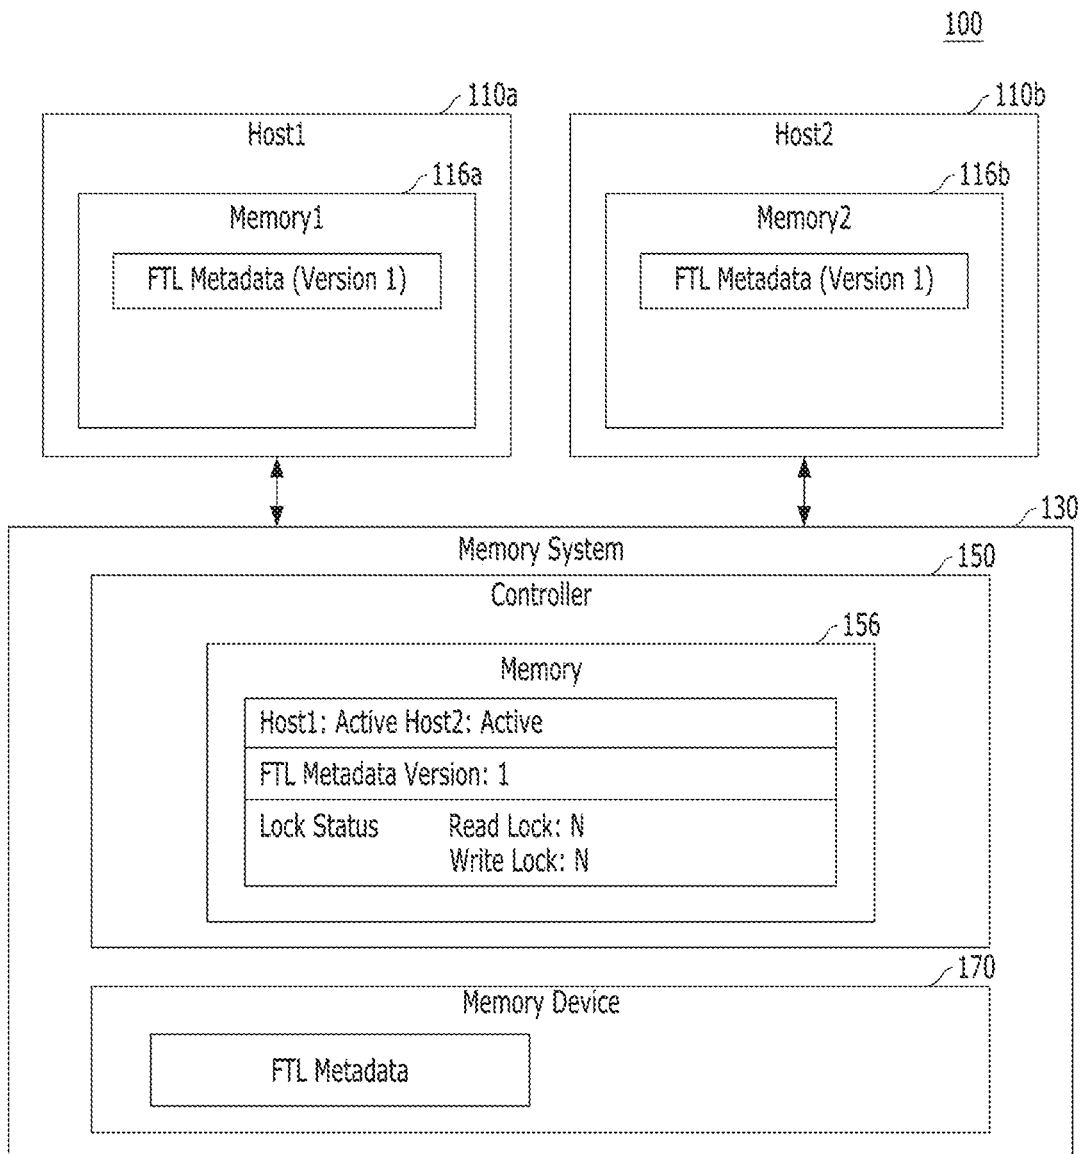 100
110a
110b
Host1
Host2
116a
116b
Memory1
Memory2
FTL Metadata (Version 1)
FTL Metadata (Version 1)
130
Memory System
150
Controller
156
Memory
Host1: Active Host2: Active
FTL Metadata Version: 1
Lock Status Read Lock: N
Write Lock: N
170
Memory Device
FTL Metadata